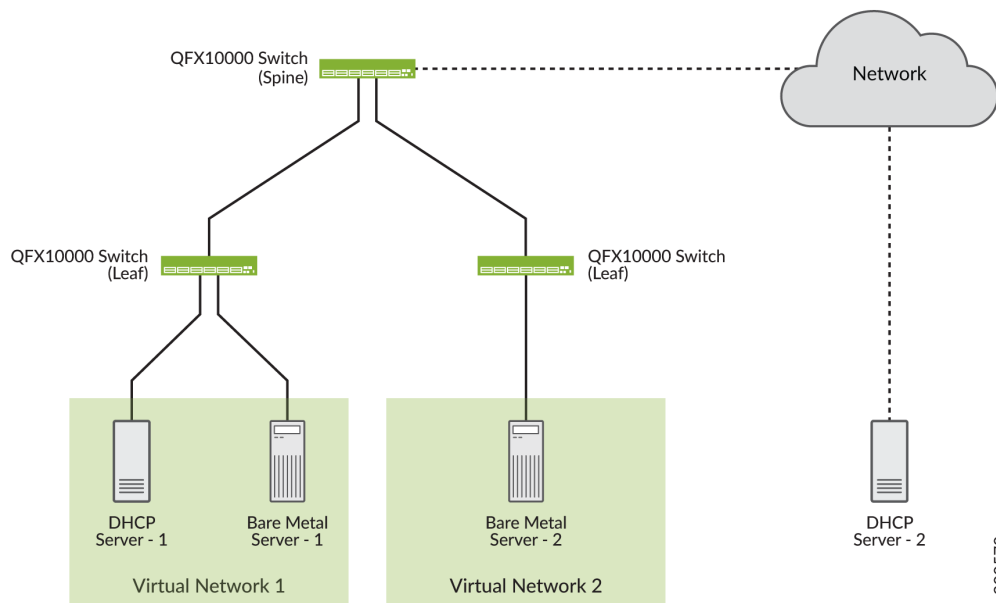 QFX10000 Switch
(Spine)
Network
QFX10000 Switch
(Leaf)
QFX10000 Switch
(Leaf)
DHCP
Server - 1
Bare Metal
Server - 1
Bare Metal
Server - 2
DHCP
Server - 2
Virtual Network 1
Virtual Network 2